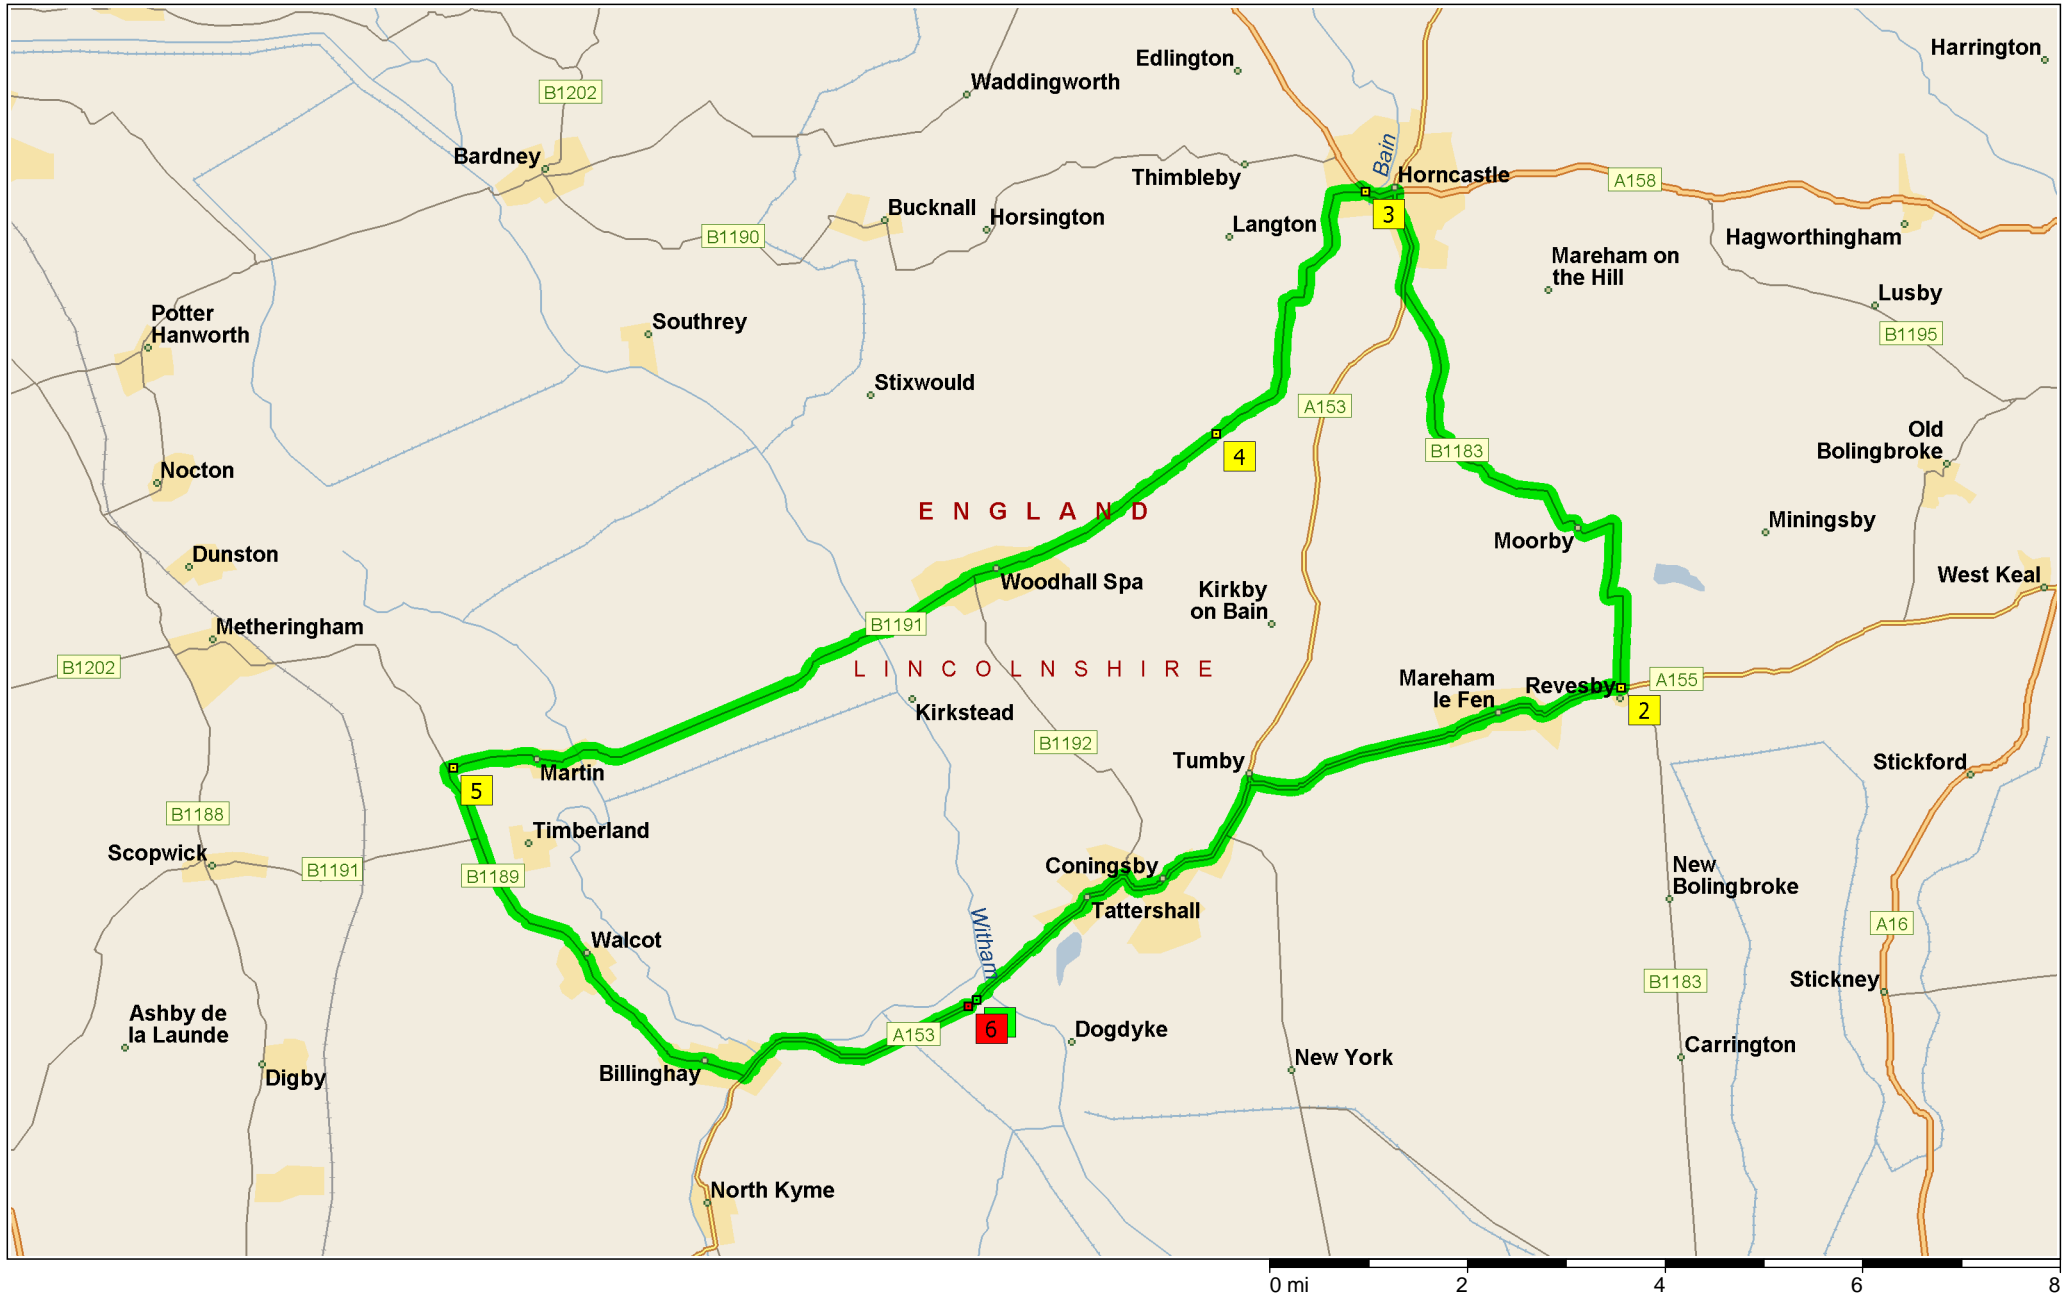 Harrington
Edlington
Waddingworth
B1202
Bardney
Bain
Thimbleby
Horncastle
A158
Bucknall
Horsington
Langton
3
B1190
Hagworthingham
Mareham on
the Hill
Lusby
Potter
Hanworth
Southrey
B1195
Stixwould
A153
Old
Bolingbroke
B1183
4
Nocton
ENGLAND
Miningsby
Moorby
Dunston
Woodhall Spa
West Keal
Kirkby
on Bain
B1191
Metheringham
B1202
LINCOLNSHIRE
Mareham
le Fen
Revesby
A155
2
Kirkstead
B1192
Tumby
Stickford
Martin
5
B1188
Timberland
Scopwick
B1191
B1189
Coningsby
New
Bolingbroke
Tattershall
A16
Walcot
Witham
B1183
Stickney
Ashby de
la Launde
6
A153
Dogdyke
Carrington
New York
Billinghay
Digby
North Kyme
0 mi 2 4 6 8